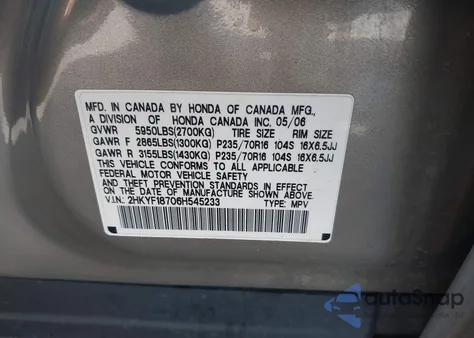 MFD. IN CANADA BY HONDA OF CANADA MFG.,
A DIVISION OF HONDA CANADA INC. 05/06
GVWR 5950LBS(2700KG) TIRE SIZE RIM SIZE
GAWR F 2865LBS(1300KG) P235/70R16 104S 16X6.5JJ
GAWR R 3155LBS(1430KG) P235/70R16 104S 16X6.5JJ
THIS VEHICLE CONFORMS TO ALL APPLICABLE
FEDERAL MOTOR VEHICLE SAFETY STANDARDS
IN EFFECT ON THE DATE OF MANUFACTURE
SHOWN ABOVE.
V.I.N.: 2HKYF18706H545233 TYPE: MPV
autoSnap